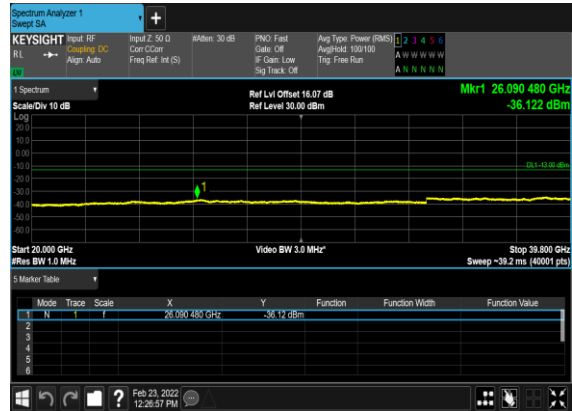 Spectrum Analyzer 1
Swept SA
KEYSIGHT Input: RF Input Z: 50 Ω #Atten: 30 dB PNO: Fast Avg Type: Power (RMS) 1 2 3 4 5 6
RL Coupling: DC Corr CCorr Gate: Off Avg|Hold: 100/100 A W W W W W
Align: Auto Freq Ref: Int (S) IF Gain: Low Trig: Free Run
Sig Track: Off A N N N N N
1 Spectrum Ref Lvl Offset 16.07 dB Mkr1 26.090 480 GHz
Scale/Div 10 dB Ref Level 30.00 dBm -36.122 dBm
Log
20.0
10.0
0.00
-10.0 DL1 -13.00 dBm
-20.0
-30.0 1
-40.0
-50.0
-60.0
Start 20.000 GHz Video BW 3.0 MHz* Stop 39.800 GHz
#Res BW 1.0 MHz Sweep ~39.2 ms (40001 pts)
5 Marker Table
Mode Trace Scale X Y Function Function Width Function Value
1 N 1 f 26.090 480 GHz -36.12 dBm
2
3
4
5
6
? Feb 23, 2022
12:26:57 PM